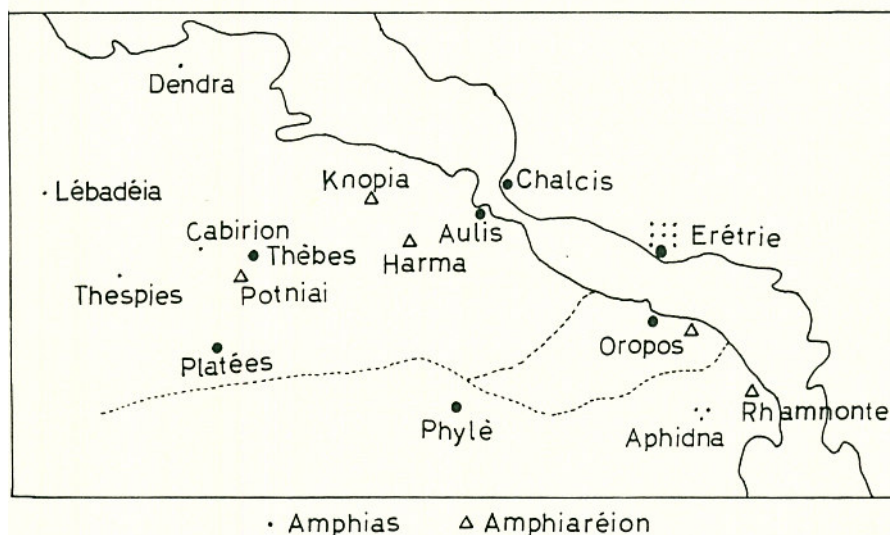 Dendra
Lébadéia
Knopia
Chalcis
Cabirion
Aulis
Erétrie
Thèbes
Harma
Thespies
Potniai
Oropos
Platées
Rhamnonte
Phylè
Aphidna
• Amphias △ Amphiaréion